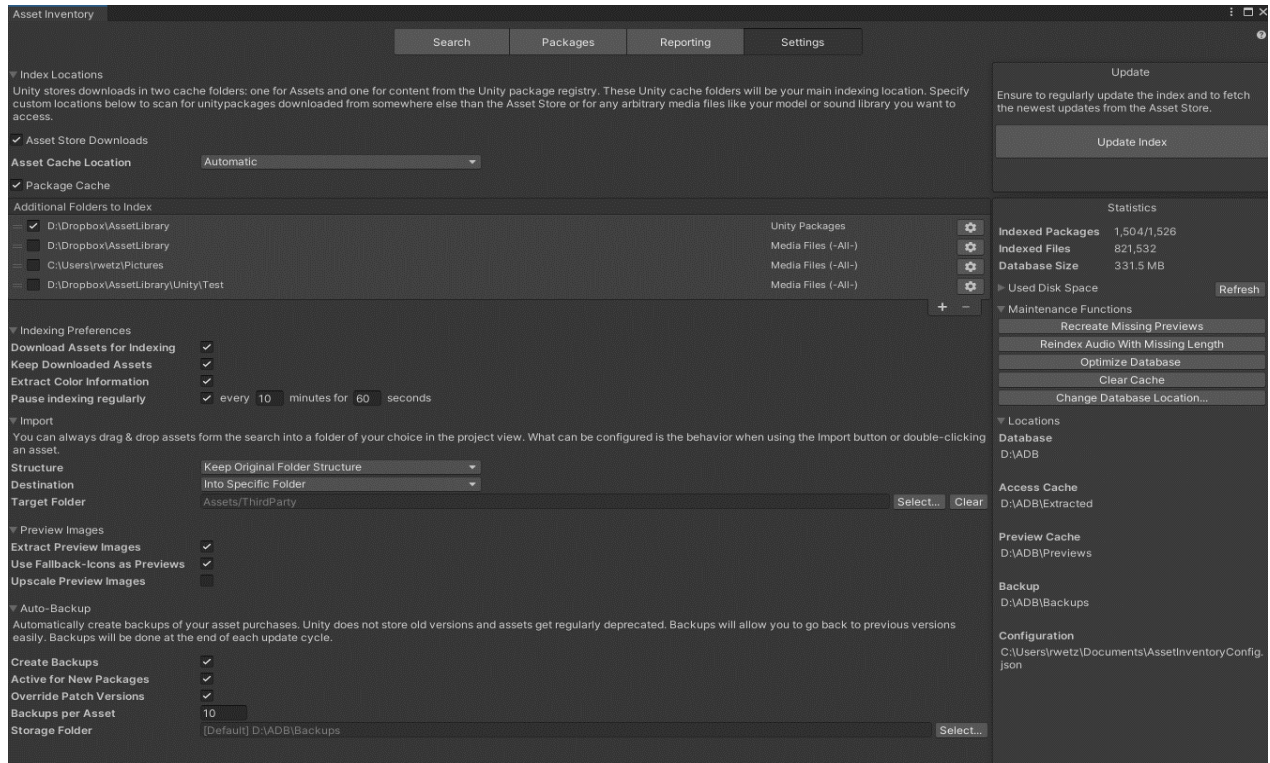 Asset Inventory
Search
Packages
Reporting
Settings
Index Locations
Unity stores downloads in two cache folders: one for Assets and one for content from the Unity package registry. These Unity cache folders will be your main indexing location. Specify
custom locations below to scan for unitypackages downloaded from somewhere else than the Asset Store or for any arbitrary media files like your model or sound library you want to
access.
Asset Store Downloads
Asset Cache Location Automatic
Package Cache
Additional Folders to Index
D:\Dropbox\AssetLibrary Unity Packages
D:\Dropbox\AssetLibrary Media Files (-All-)
C:\Users\rwetz\Pictures Media Files (-All-)
D:\Dropbox\AssetLibrary\Unity\Test Media Files (-All-)
+ −
Indexing Preferences
Download Assets for Indexing
Keep Downloaded Assets
Extract Color Information
Pause indexing regularly every 10 minutes for 60 seconds
Import
You can always drag & drop assets form the search into a folder of your choice in the project view. What can be configured is the behavior when using the Import button or double-clicking
an asset.
Structure Keep Original Folder Structure
Destination Into Specific Folder
Target Folder Assets/ThirdParty Select... Clear
Preview Images
Extract Preview Images
Use Fallback-Icons as Previews
Upscale Preview Images
Auto-Backup
Automatically create backups of your asset purchases. Unity does not store old versions and assets get regularly deprecated. Backups will allow you to go back to previous versions
easily. Backups will be done at the end of each update cycle.
Create Backups
Active for New Packages
Override Patch Versions
Backups per Asset 10
Storage Folder [Default] D:\ADB\Backups Select...
Update
Ensure to regularly update the index and to fetch
the newest updates from the Asset Store.
Update Index
Statistics
Indexed Packages 1,504/1,526
Indexed Files 821,532
Database Size 331.5 MB
Used Disk Space Refresh
Maintenance Functions
Recreate Missing Previews
Reindex Audio With Missing Length
Optimize Database
Clear Cache
Change Database Location...
Locations
Database
D:\ADB
Access Cache
D:\ADB\Extracted
Preview Cache
D:\ADB\Previews
Backup
D:\ADB\Backups
Configuration
C:\Users\rwetz\Documents\AssetInventoryConfig.
json